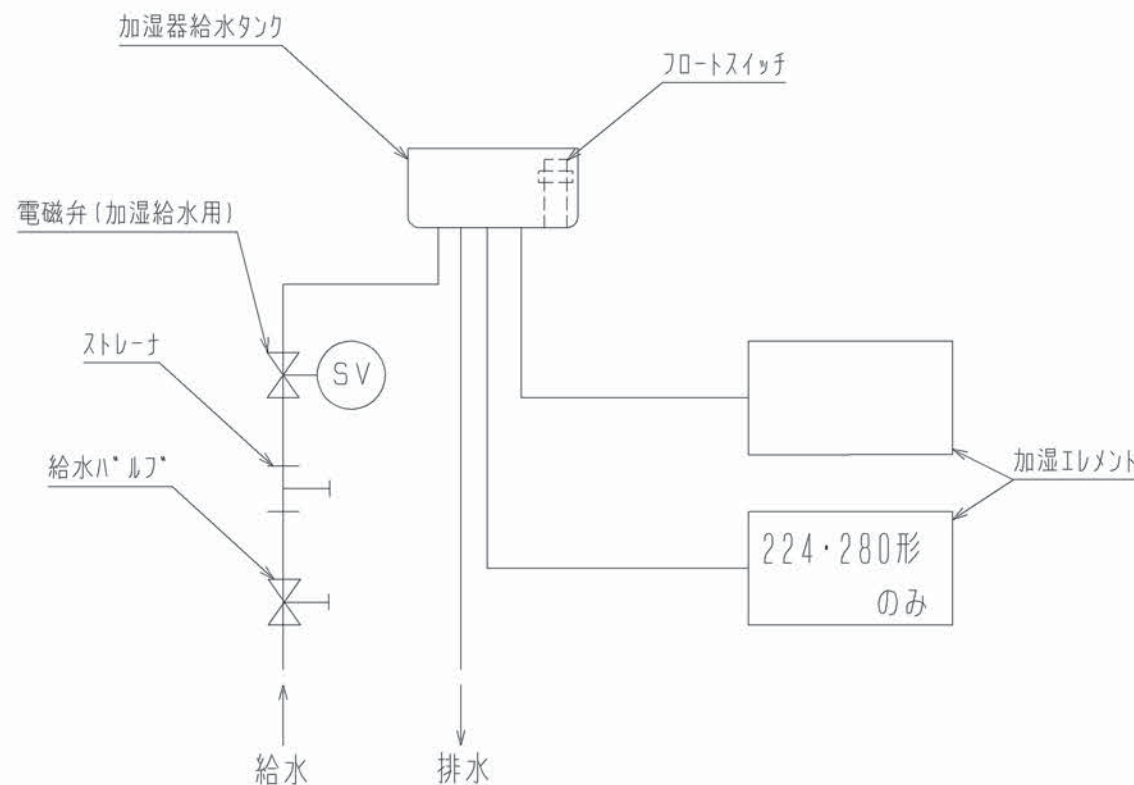 加湿器給水タンク
フロートスイッチ
電磁弁(加湿給水用)
ストレーナ
SV
給水バルブ
加湿エレメント
224・280形
のみ
給水
排水